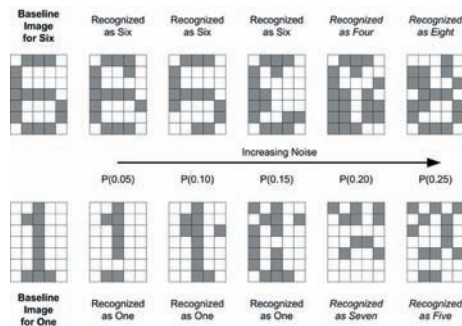 Baseline Image for Six
Recognized as Six
Recognized as Six
Recognized as Six
Recognized as Four
Recognized as Eight
Increasing Noise
P(0.05) P(0.10) P(0.15) P(0.20) P(0.25)
Baseline Image for One
Recognized as One
Recognized as One
Recognized as One
Recognized as Seven
Recognized as Five